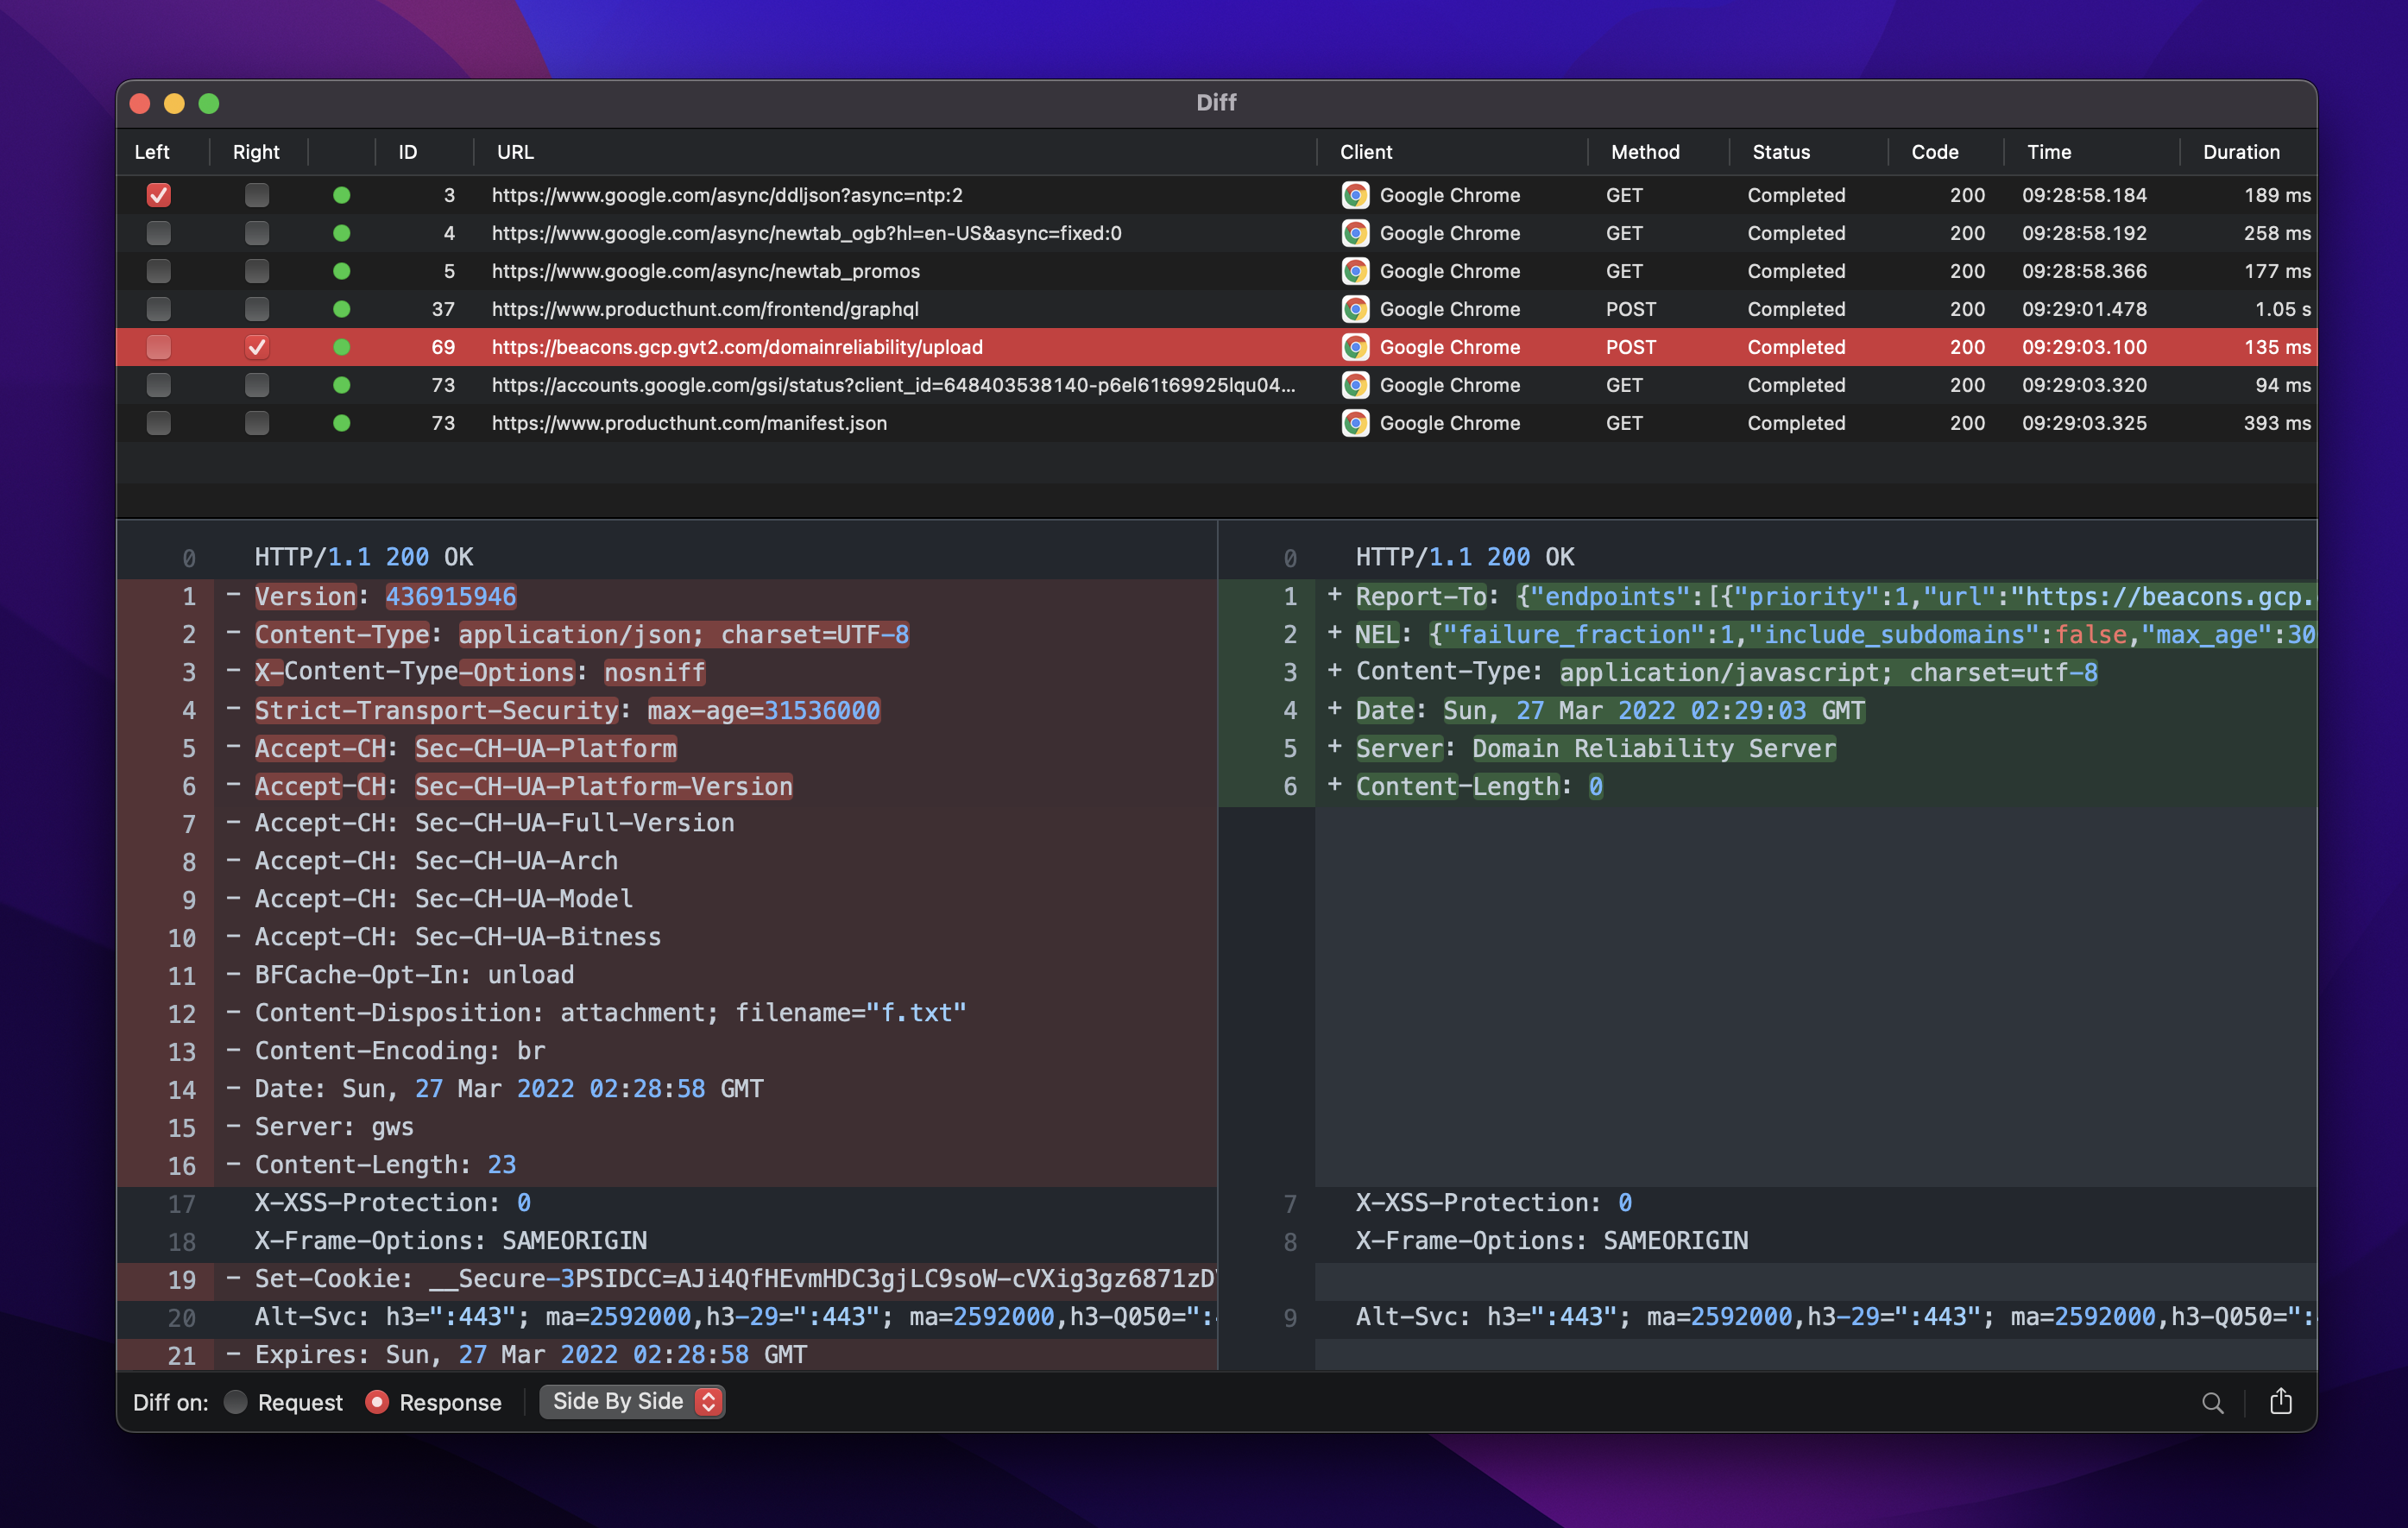 Diff
Left Right ID URL Client Method Status Code Time Duration
3 https://www.google.com/async/ddljson?async=ntp:2 Google Chrome GET Completed 200 09:28:58.184 189 ms
4 https://www.google.com/async/newtab_ogb?hl=en-US&async=fixed:0 Google Chrome GET Completed 200 09:28:58.192 258 ms
5 https://www.google.com/async/newtab_promos Google Chrome GET Completed 200 09:28:58.366 177 ms
37 https://www.producthunt.com/frontend/graphql Google Chrome POST Completed 200 09:29:01.478 1.05 s
69 https://beacons.gcp.gvt2.com/domainreliability/upload Google Chrome POST Completed 200 09:29:03.100 135 ms
73 https://accounts.google.com/gsi/status?client_id=648403538140-p6el61t69925lqu04... Google Chrome GET Completed 200 09:29:03.320 94 ms
73 https://www.producthunt.com/manifest.json Google Chrome GET Completed 200 09:29:03.325 393 ms
0 HTTP/1.1 200 OK
1 - Version: 436915946
2 - Content-Type: application/json; charset=UTF-8
3 - X-Content-Type-Options: nosniff
4 - Strict-Transport-Security: max-age=31536000
5 - Accept-CH: Sec-CH-UA-Platform
6 - Accept-CH: Sec-CH-UA-Platform-Version
7 - Accept-CH: Sec-CH-UA-Full-Version
8 - Accept-CH: Sec-CH-UA-Arch
9 - Accept-CH: Sec-CH-UA-Model
10 - Accept-CH: Sec-CH-UA-Bitness
11 - BFCache-Opt-In: unload
12 - Content-Disposition: attachment; filename="f.txt"
13 - Content-Encoding: br
14 - Date: Sun, 27 Mar 2022 02:28:58 GMT
15 - Server: gws
16 - Content-Length: 23
17 X-XSS-Protection: 0
18 X-Frame-Options: SAMEORIGIN
19 - Set-Cookie: __Secure-3PSIDCC=AJi4QfHEvmHDC3gjLC9soW-cVXig3gz6871zD
20 Alt-Svc: h3=":443"; ma=2592000,h3-29=":443"; ma=2592000,h3-Q050=":
21 - Expires: Sun, 27 Mar 2022 02:28:58 GMT
0 HTTP/1.1 200 OK
1 + Report-To: {"endpoints":[{"priority":1,"url":"https://beacons.gcp.
2 + NEL: {"failure_fraction":1,"include_subdomains":false,"max_age":30
3 + Content-Type: application/javascript; charset=utf-8
4 + Date: Sun, 27 Mar 2022 02:29:03 GMT
5 + Server: Domain Reliability Server
6 + Content-Length: 0
7 X-XSS-Protection: 0
8 X-Frame-Options: SAMEORIGIN
9 Alt-Svc: h3=":443"; ma=2592000,h3-29=":443"; ma=2592000,h3-Q050=":
Diff on: Request Response Side By Side